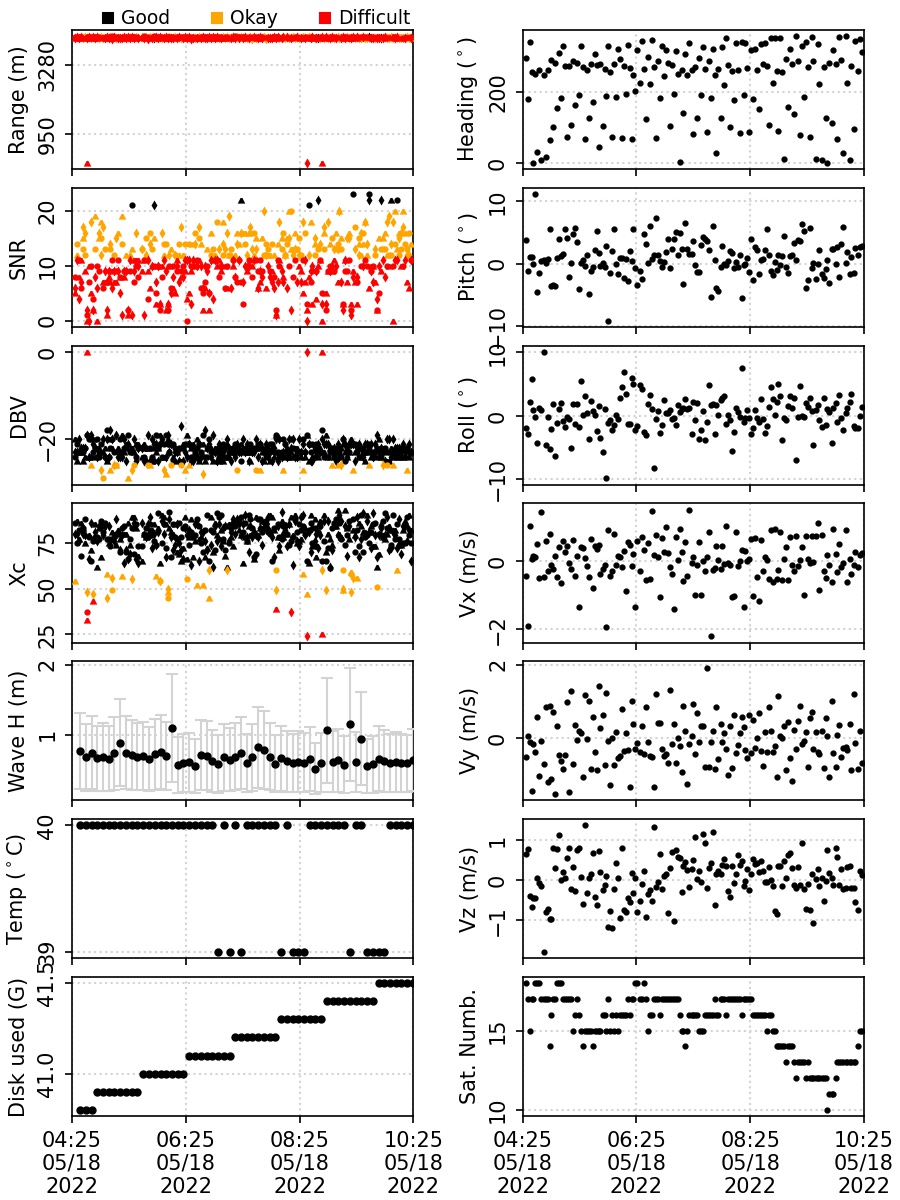 Good Okay Difficult
Range (m)
3280
950
Heading (°)
200
0
SNR
20
10
0
Pitch (°)
10
0
−10
DBV
0
−20
Roll (°)
10
0
−10
Xc
75
50
25
Vx (m/s)
0
−2
Wave H (m)
2
1
Vy (m/s)
2
0
Temp (°C)
40
39
Vz (m/s)
1
0
−1
Disk used (G)
41.5
41.0
Sat. Numb.
15
10
04:25 06:25 08:25 10:25 04:25 06:25 08:25 10:25
05/18 05/18 05/18 05/18 05/18 05/18 05/18 05/18
2022 2022 2022 2022 2022 2022 2022 2022